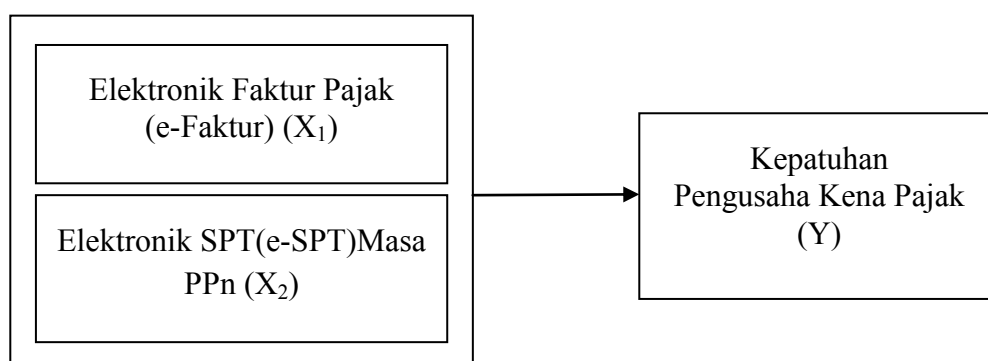 Elektronik Faktur Pajak
(e-Faktur) (X₁)
Elektronik SPT(e-SPT)Masa
PPn (X₂)
Kepatuhan
Pengusaha Kena Pajak
(Y)